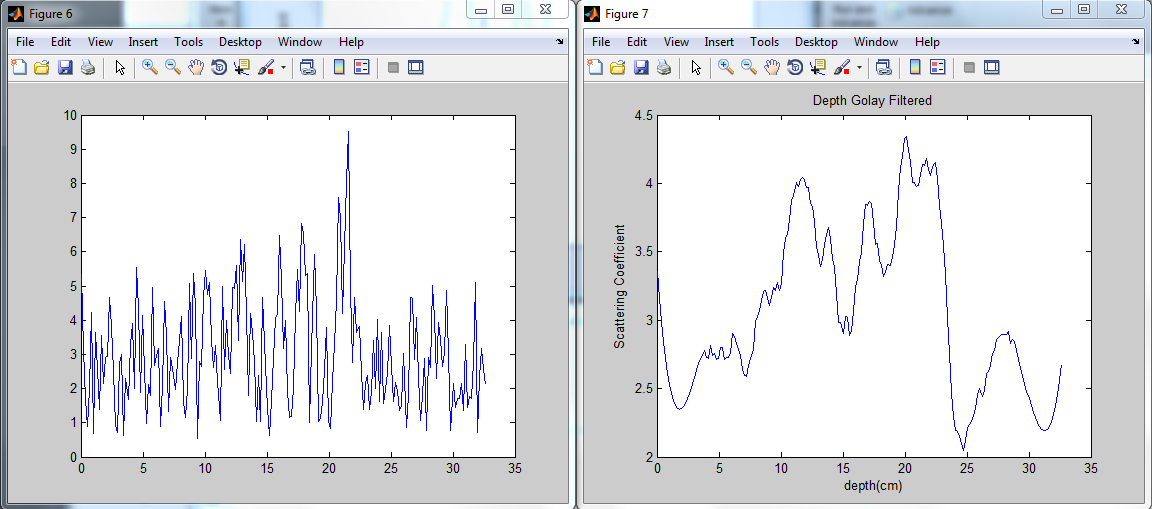 Figure 6
File Edit View Insert Tools Desktop Window Help
10
9
8
7
6
5
4
3
2
1
0
0 5 10 15 20 25 30 35
Figure 7
File Edit View Insert Tools Desktop Window Help
Depth Golay Filtered
4.5
4
3.5
3
2.5
2
Scattering Coefficient
0 5 10 15 20 25 30 35
depth(cm)